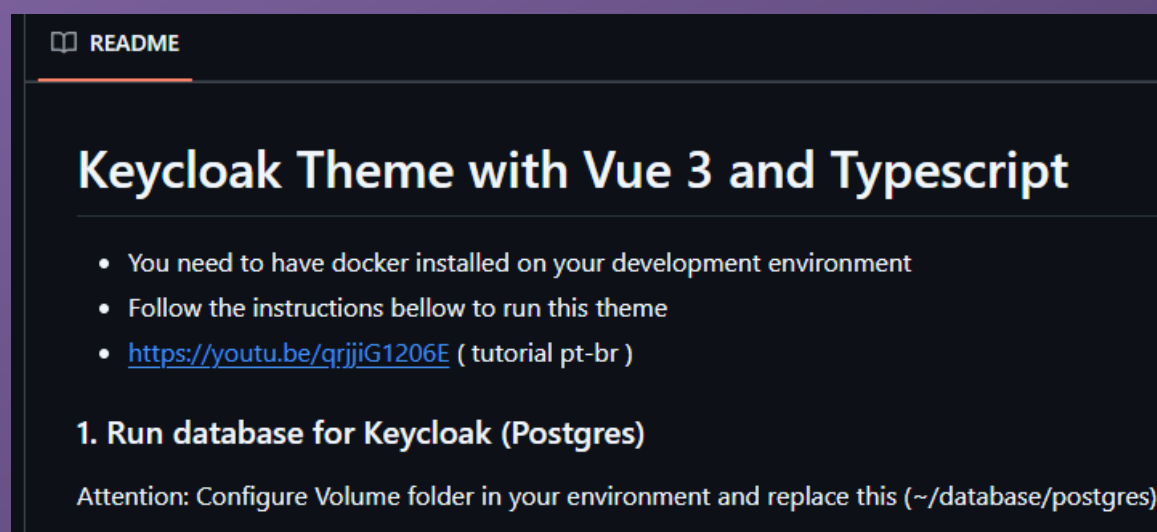 README
Keycloak Theme with Vue 3 and Typescript
• You need to have docker installed on your development environment
• Follow the instructions bellow to run this theme
• https://youtu.be/qrjjiG1206E ( tutorial pt-br )
1. Run database for Keycloak (Postgres)
Attention: Configure Volume folder in your environment and replace this (~/database/postgres)